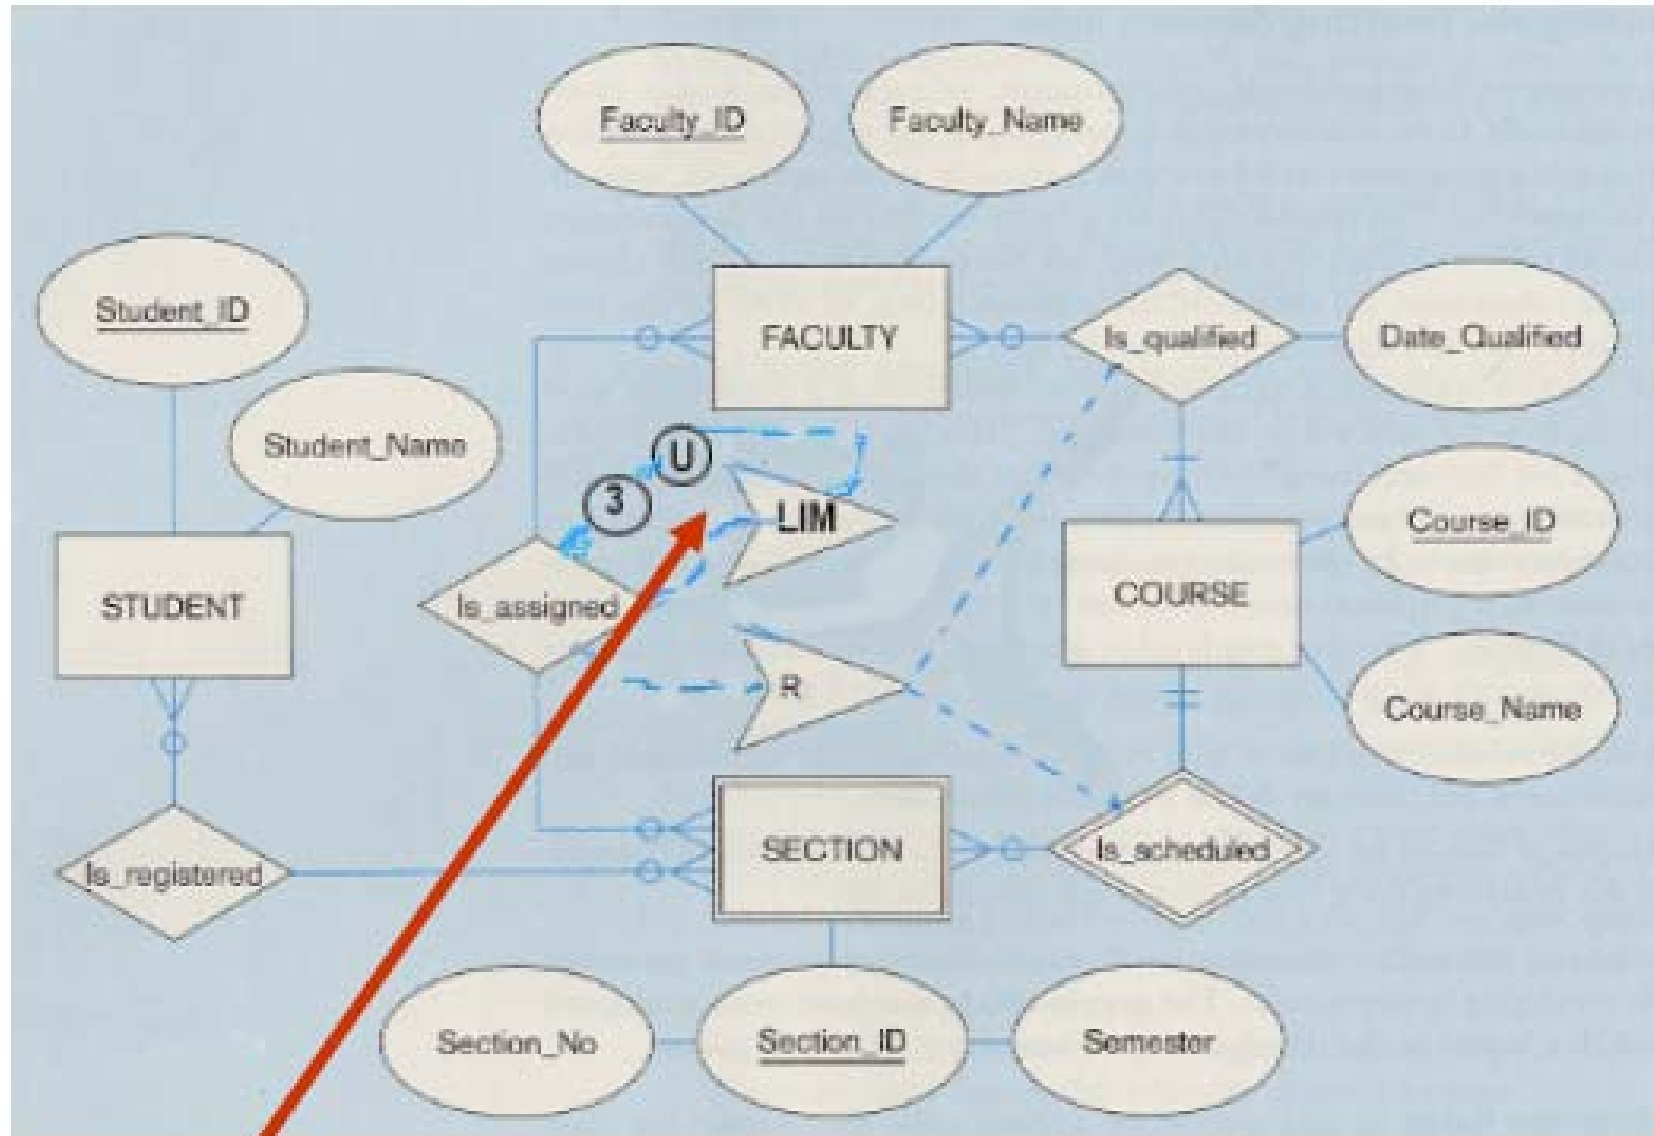 Faculty_ID
Faculty_Name
Student_ID
FACULTY
Is_qualified
Date_Qualified
Student_Name
U
3
LIM
Course_ID
STUDENT
Is_assigned
COURSE
R
Course_Name
Is_registered
SECTION
Is_scheduled
Section_No
Section_ID
Semester